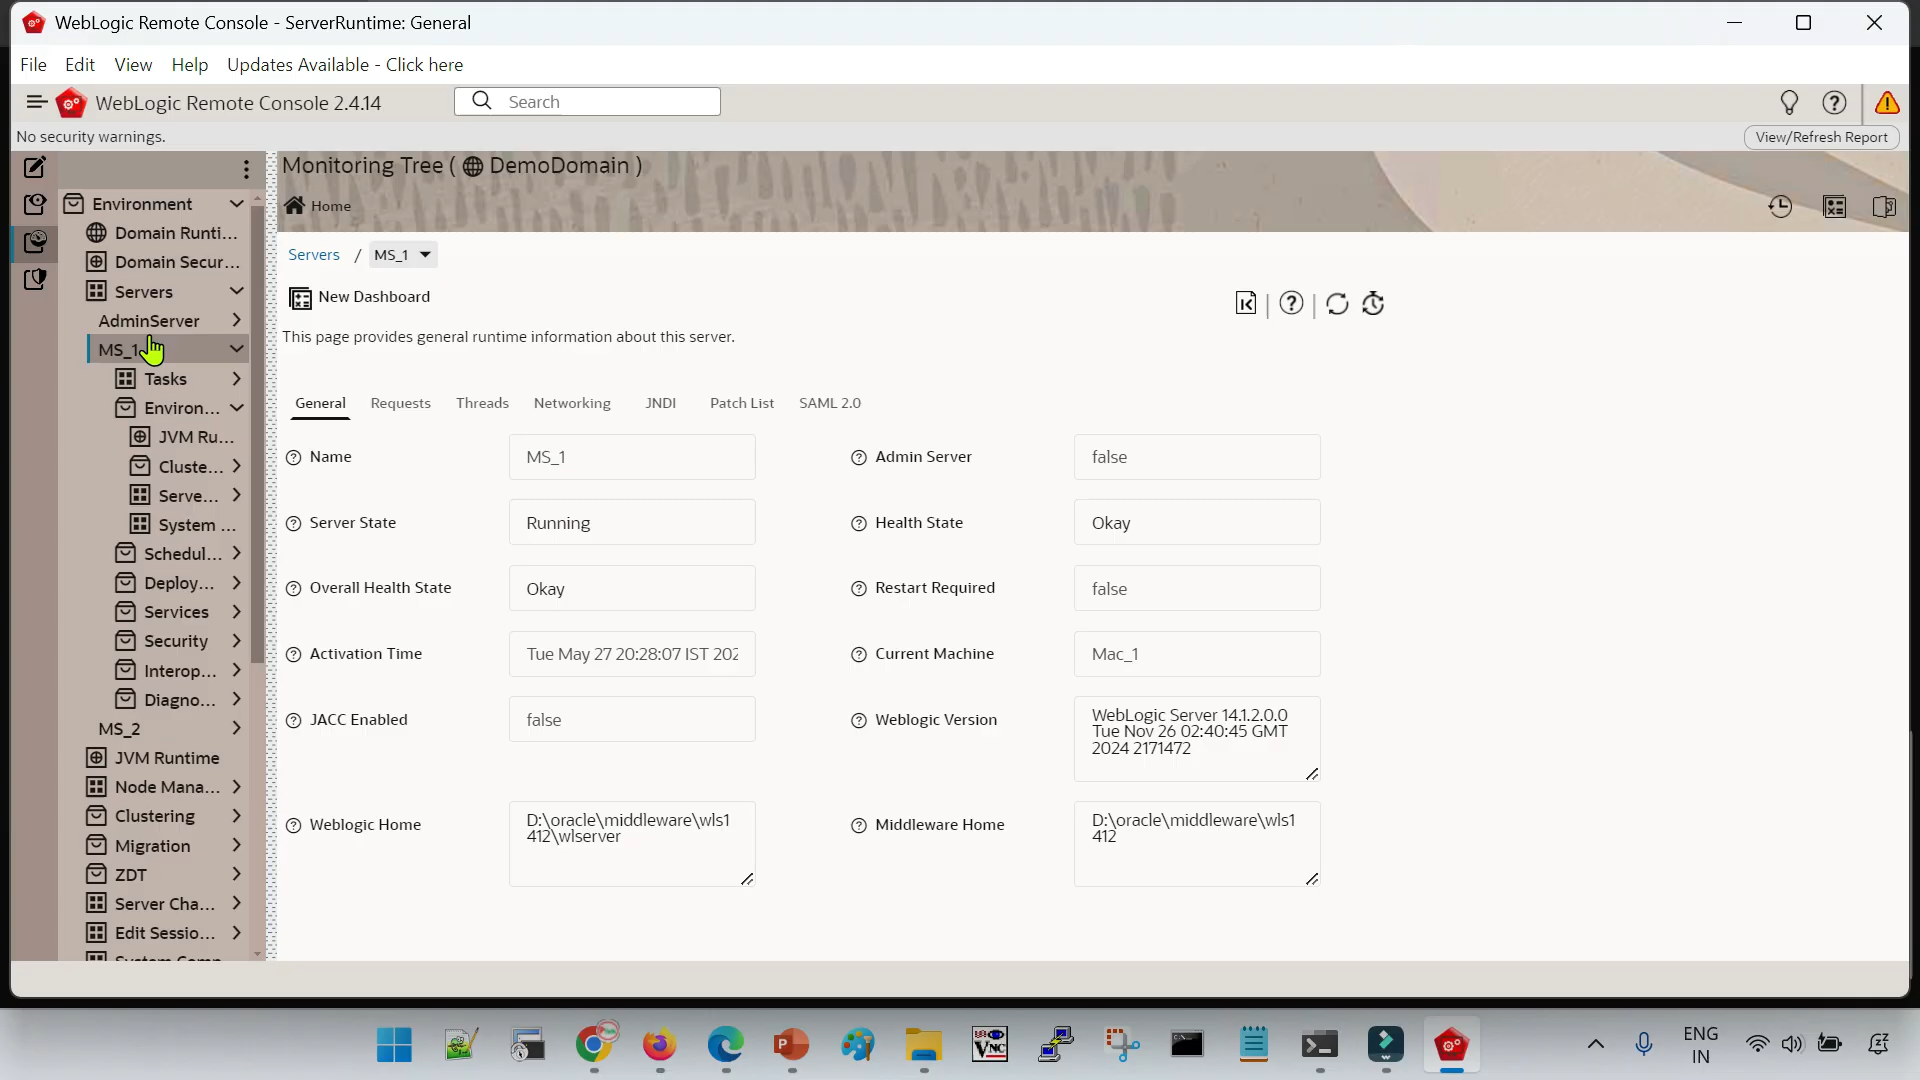 WebLogic Remote Console - ServerRuntime: General
File Edit View Help Updates Available - Click here
WebLogic Remote Console 2.4.14
Search
No security warnings.
View/Refresh Report
Monitoring Tree ( DemoDomain )
Home
Environment
Domain Runti...
Domain Secur...
Servers
AdminServer
MS_1
Tasks
Environ...
JVM Ru...
Cluste...
Serve...
System ...
Schedul...
Deploy...
Services
Security
Interop...
Diagno...
MS_2
JVM Runtime
Node Mana...
Clustering
Migration
ZDT
Server Cha...
Edit Sessio...
Servers / MS_1
New Dashboard
This page provides general runtime information about this server.
General Requests Threads Networking JNDI Patch List SAML 2.0
Name MS_1 Admin Server false
Server State Running Health State Okay
Overall Health State Okay Restart Required false
Activation Time Tue May 27 20:28:07 IST 202 Current Machine Mac_1
JACC Enabled false Weblogic Version
WebLogic Server 14.1.2.0.0
Tue Nov 26 02:40:45 GMT
2024 2171472
Weblogic Home
D:\oracle\middleware\wls1
412\wlserver
Middleware Home
D:\oracle\middleware\wls1
412
ENG
IN